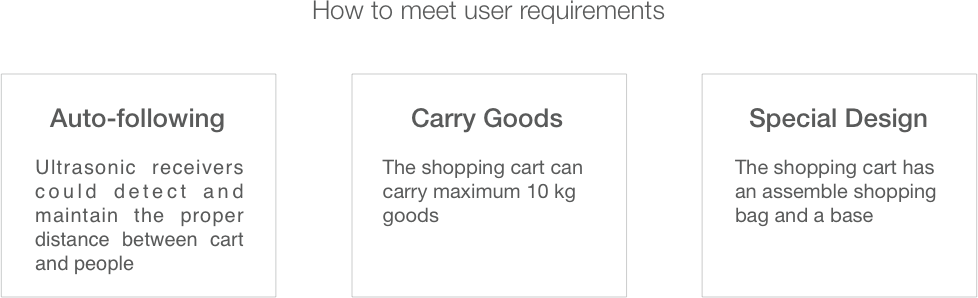 How to meet user requirements
Auto-following
Ultrasonic receivers
could detect and
maintain the proper
distance between cart
and people
Carry Goods
The shopping cart can
carry maximum 10 kg
goods
Special Design
The shopping cart has
an assemble shopping
bag and a base